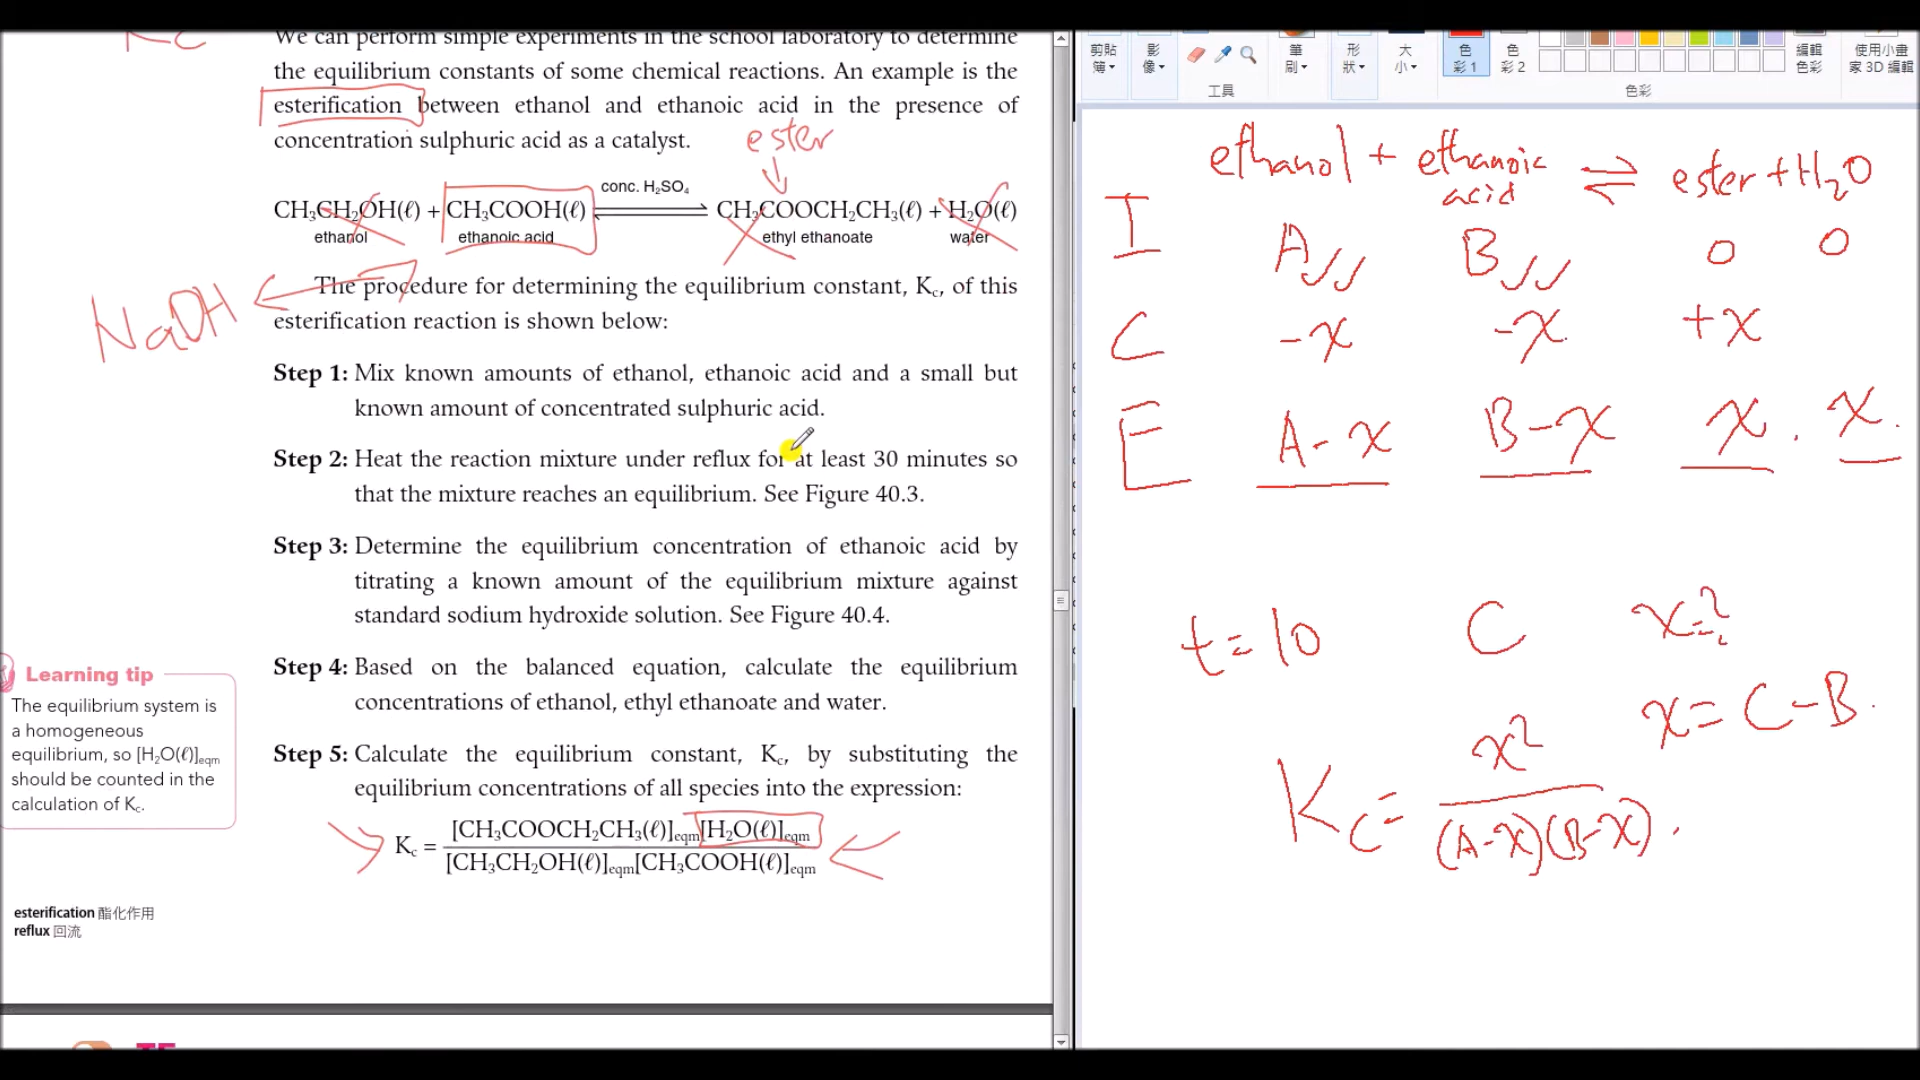 Kc
We can perform simple experiments in the school laboratory to determine
the equilibrium constants of some chemical reactions. An example is the
esterification between ethanol and ethanoic acid in the presence of
concentration sulphuric acid as a catalyst.
ester
conc. H₂SO₄
CH₃CH₂OH(ℓ) + CH₃COOH(ℓ) ⇌ CH₃COOCH₂CH₃(ℓ) + H₂O(ℓ)
ethanol ethanoic acid ethyl ethanoate water
NaOH
The procedure for determining the equilibrium constant, Kc, of this
esterification reaction is shown below:
Step 1: Mix known amounts of ethanol, ethanoic acid and a small but
known amount of concentrated sulphuric acid.
Step 2: Heat the reaction mixture under reflux for at least 30 minutes so
that the mixture reaches an equilibrium. See Figure 40.3.
Step 3: Determine the equilibrium concentration of ethanoic acid by
titrating a known amount of the equilibrium mixture against
standard sodium hydroxide solution. See Figure 40.4.
Step 4: Based on the balanced equation, calculate the equilibrium
concentrations of ethanol, ethyl ethanoate and water.
Step 5: Calculate the equilibrium constant, Kc, by substituting the
equilibrium concentrations of all species into the expression:
Kc = [CH₃COOCH₂CH₃(ℓ)]eqm[H₂O(ℓ)]eqm
[CH₃CH₂OH(ℓ)]eqm[CH₃COOH(ℓ)]eqm
Learning tip
The equilibrium system is
a homogeneous
equilibrium, so [H₂O(ℓ)]eqm
should be counted in the
calculation of Kc.
esterification 酯化作用
reflux 回流
剪貼 影 筆 形 大 色 色 編輯 使用小畫
簿 像 刷 狀 小 彩 1 彩 2 色彩 家 3D 編輯
工具 色彩
ethanol + ethanoic ⇌ ester + H₂O
acid
I A B 0 0
C -x -x +x
E A-x B-x x . x.
t=10 C x=?
x = C-B.
Kc = x²
(A-x)(B-x).